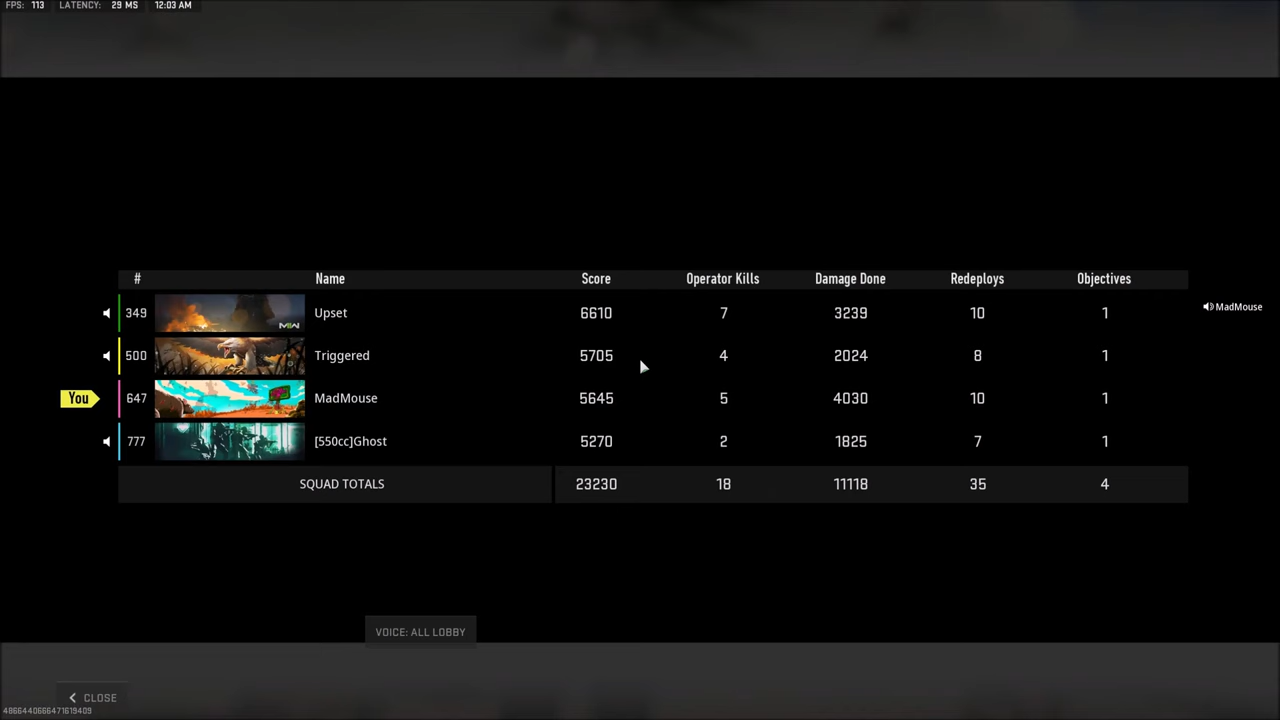 FPS: 113 LATENCY: 29 MS 12:03 AM
# Name Score Operator Kills Damage Done Redeploys Objectives
349 MWII Upset 6610 7 3239 10 1
MadMouse
500 Triggered 5705 4 2024 8 1
You 647 MadMouse 5645 5 4030 10 1
777 [550cc]Ghost 5270 2 1825 7 1
SQUAD TOTALS 23230 18 11118 35 4
VOICE: ALL LOBBY
CLOSE
4866440666471619409